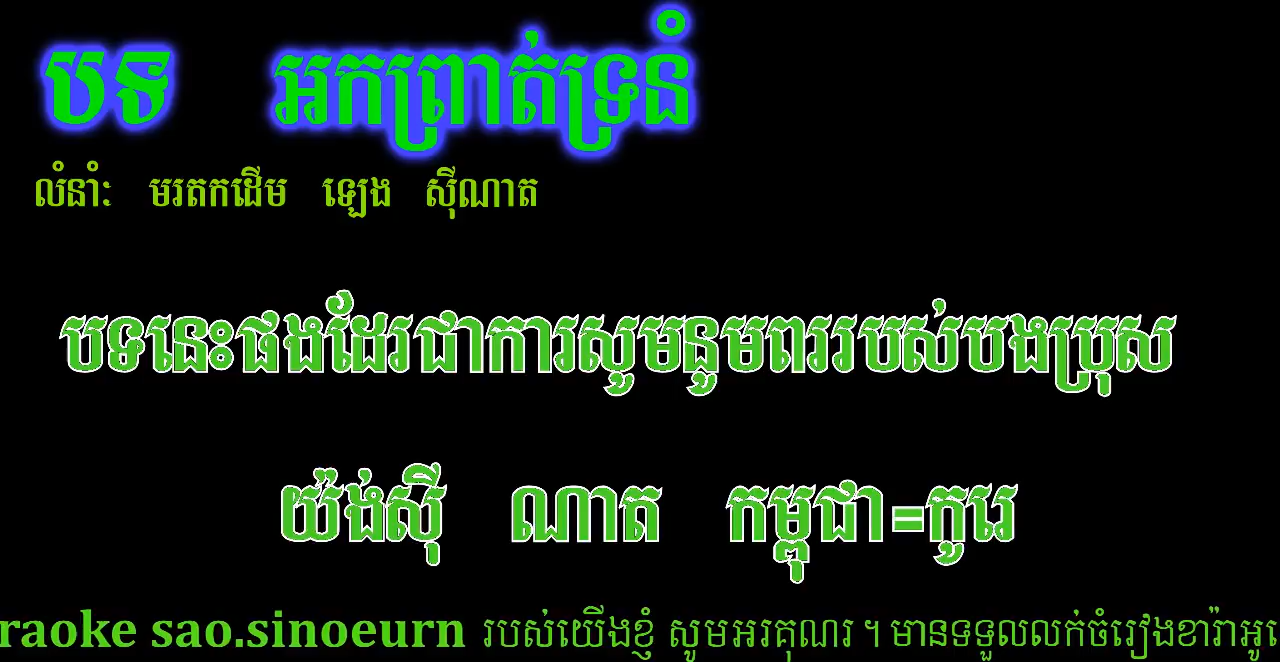 បទ អកព្រាត់ទ្រនំ
លំនាំៈ មរតកដើម ឡេង ស៊ីណាត
បទនេះផងដែរជាការសូមនូមពររបស់បងប្រុស
យ៉ង់ស៊ី ណាត កម្ពុជា=កូរេ
raoke sao.sinoeurn របស់យើងខ្ញុំ សូមអរគុណរ ។ មានទទួលលក់ចំរៀងខារ៉ាអូ